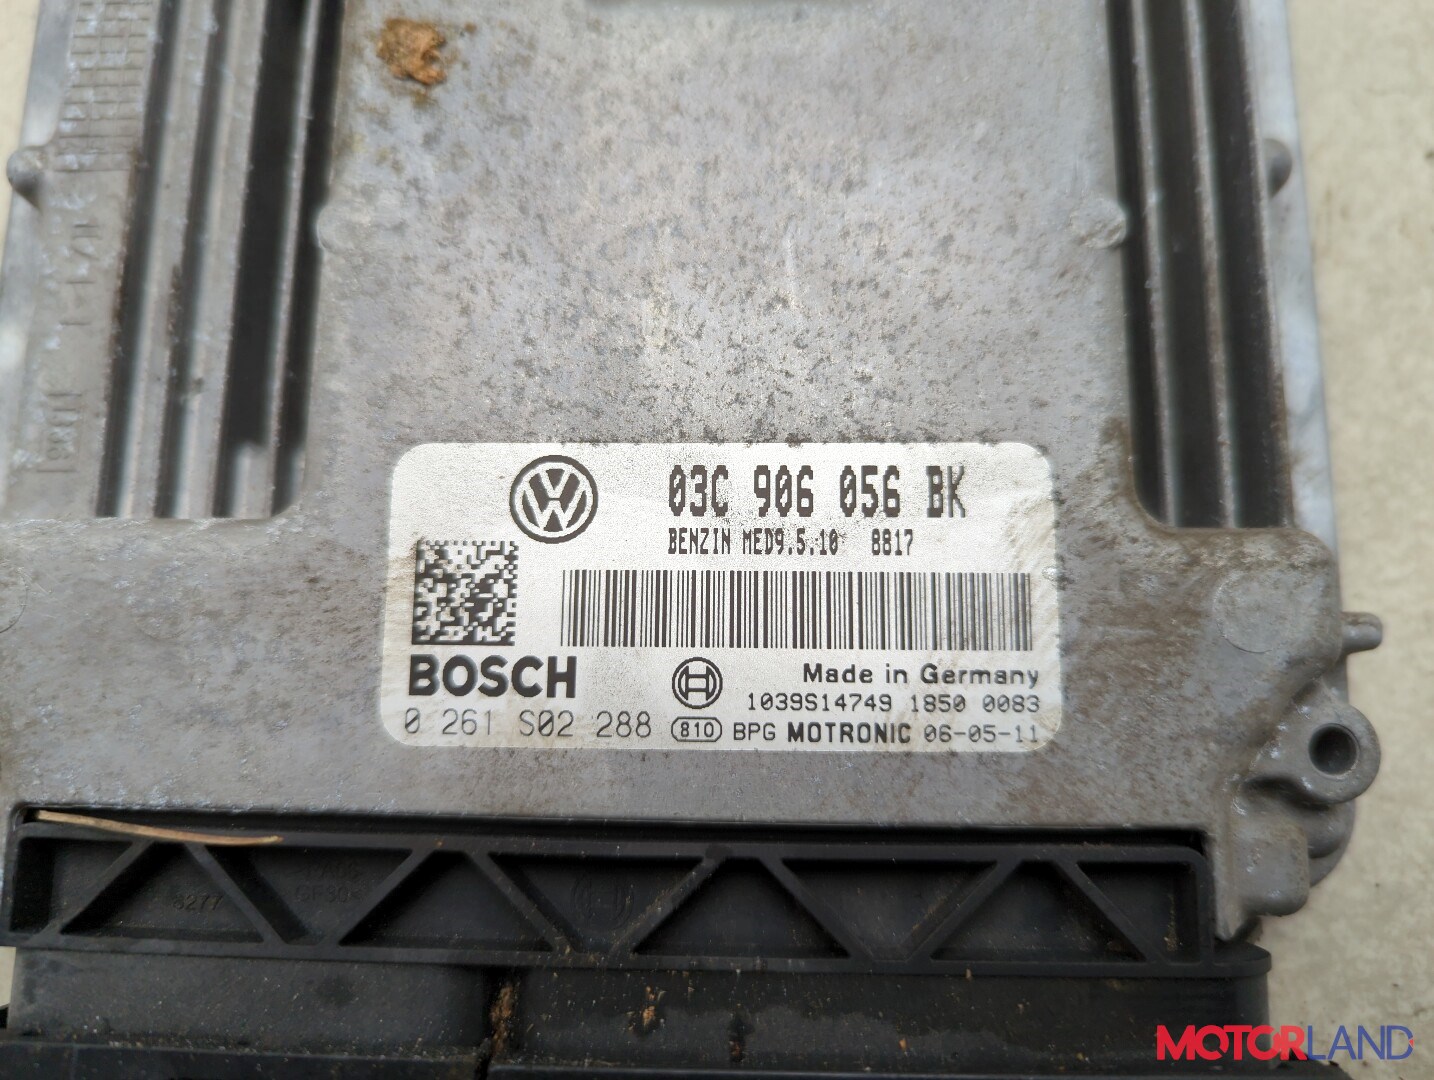 03C 906 056 BK
BENZIN MED9.5.10 8817
BOSCH
Made in Germany
1039S14749 1850 0083
0 261 S02 288
810 BPG MOTRONIC 06-05-11
MOTORLAND